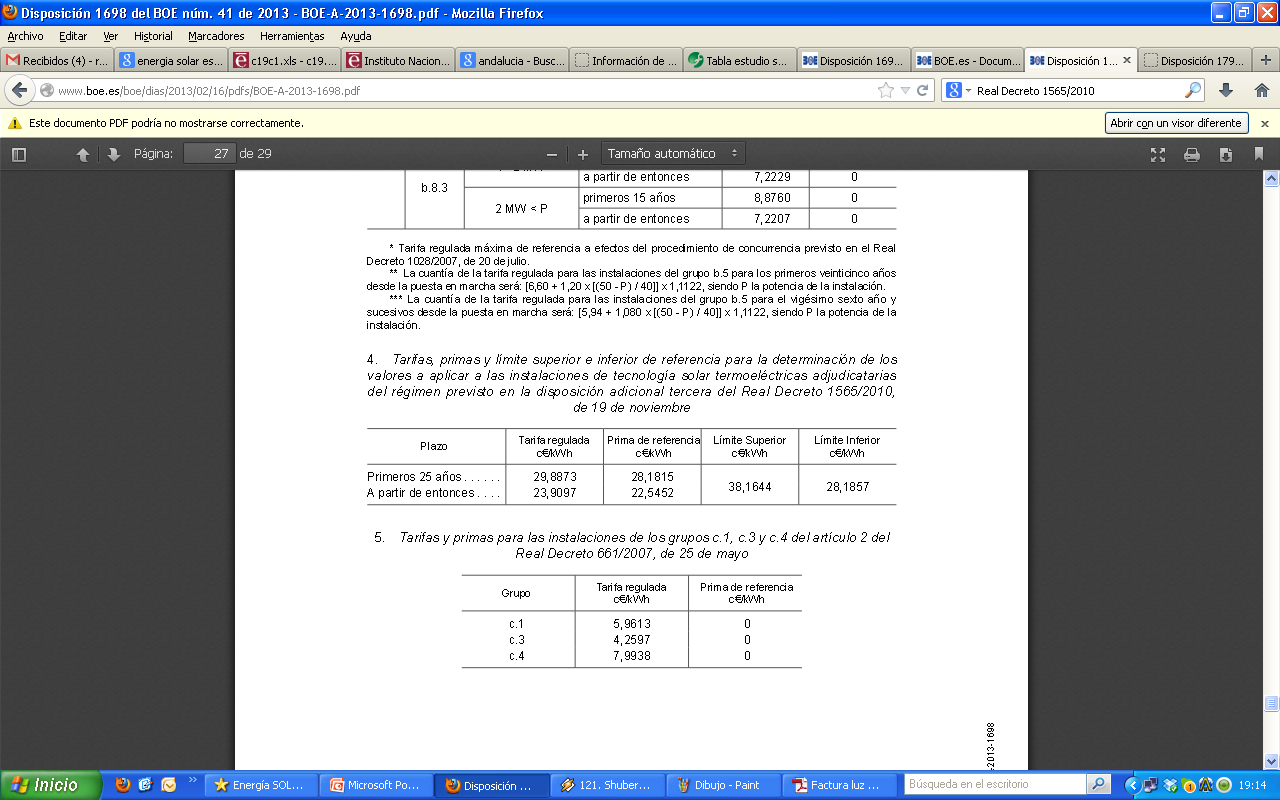 Disposición 1698 del BOE núm. 41 de 2013 - BOE-A-2013-1698.pdf - Mozilla Firefox
Archivo Editar Ver Historial Marcadores Herramientas Ayuda
Recibidos (4) - r... energia solar es... c19c1.xls - c19.... Instituto Nacion... andalucia - Busc... Información de ... Tabla estudio s... Disposición 169... BOE.es - Docum... Disposición 1... Disposición 179...
www.boe.es/boe/dias/2013/02/16/pdfs/BOE-A-2013-1698.pdf Real Decreto 1565/2010
Este documento PDF podría no mostrarse correctamente. Abrir con un visor diferente
Página: 27 de 29 Tamaño automático
a partir de entonces 7,2229 0
b.8.3
primeros 15 años 8,8760 0
2 MW < P
a partir de entonces 7,2207 0
* Tarifa regulada máxima de referencia a efectos del procedimiento de concurrencia previsto en el Real
Decreto 1028/2007, de 20 de julio.
** La cuantía de la tarifa regulada para las instalaciones del grupo b.5 para los primeros veinticinco años
desde la puesta en marcha será: [6,60 + 1,20 x [(50 - P) / 40]] x 1,1122, siendo P la potencia de la instalación.
*** La cuantía de la tarifa regulada para las instalaciones del grupo b.5 para el vigésimo sexto año y
sucesivos desde la puesta en marcha será: [5,94 + 1,080 x [(50 - P) / 40]] x 1,1122, siendo P la potencia de la
instalación.
4. Tarifas, primas y límite superior e inferior de referencia para la determinación de los
valores a aplicar a las instalaciones de tecnología solar termoeléctricas adjudicatarias
del régimen previsto en la disposición adicional tercera del Real Decreto 1565/2010,
de 19 de noviembre
Plazo Tarifa regulada c€/kWh Prima de referencia c€/kWh Límite Superior c€/kWh Límite Inferior c€/kWh
Primeros 25 años . . . . . . 29,8873 28,1815
38,1644 28,1857
A partir de entonces . . . . 23,9097 22,5452
5. Tarifas y primas para las instalaciones de los grupos c.1, c.3 y c.4 del artículo 2 del
Real Decreto 661/2007, de 25 de mayo
Grupo Tarifa regulada c€/kWh Prima de referencia c€/kWh
c.1 5,9613 0
c.3 4,2597 0
c.4 7,9938 0
-2013-1698
Inicio Energía SOL... Microsoft Po... Disposición ... 121. Shuber... Dibujo - Paint Factura luz ... Búsqueda en el escritorio 19:14